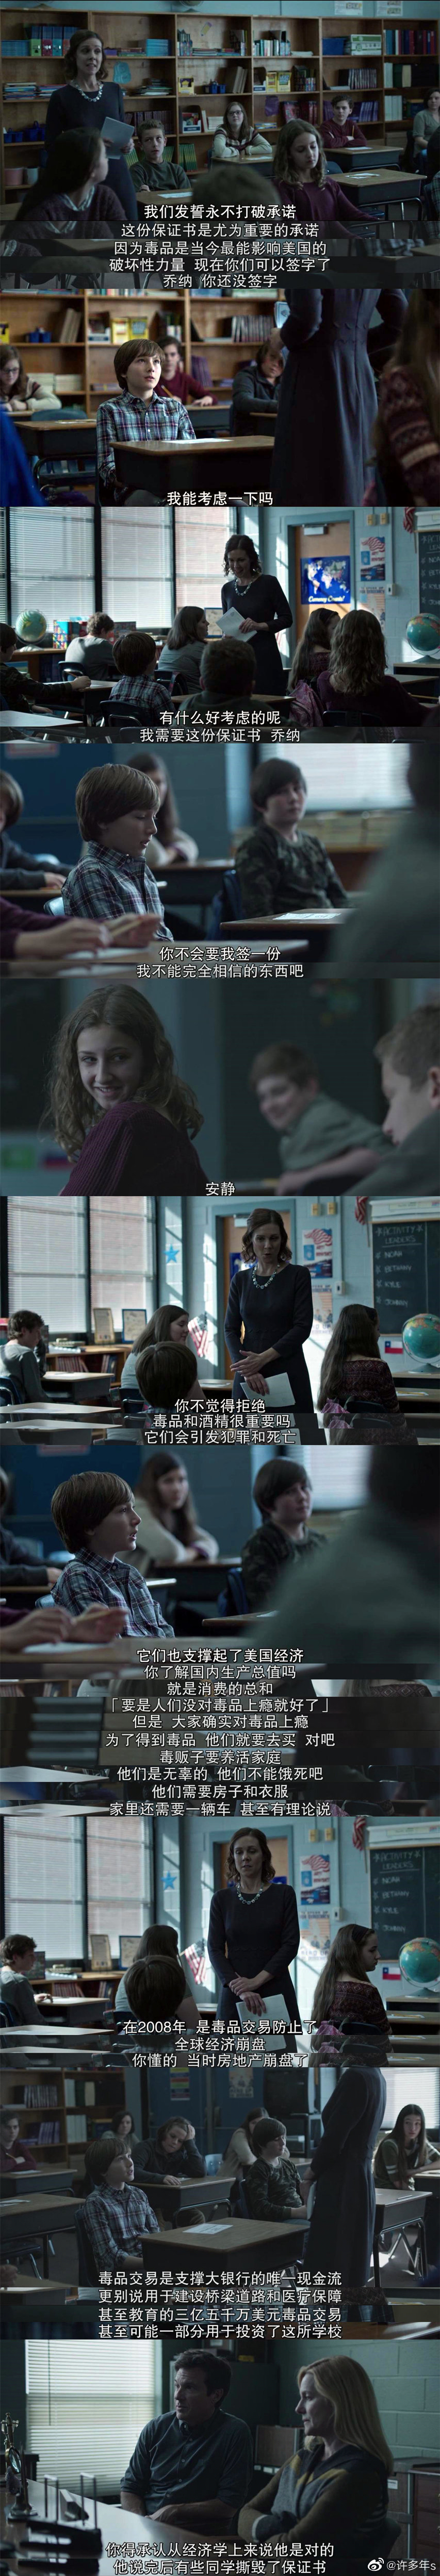 我们发誓永不打破承诺
这份保证书是尤为重要的承诺
因为毒品是当今最能影响美国的
破坏性力量 现在你们可以签字了
乔纳 你还没签字
我能考虑一下吗
有什么好考虑的呢
我需要这份保证书 乔纳
你不会要我签一份
我不能完全相信的东西吧
安静
ACTIVITY
LEADERS
NOAH
BETHANY
KYLE
JOHNNY
你不觉得拒绝
毒品和酒精很重要吗
它们会引发犯罪和死亡
它们也支撑起了美国经济
你了解国内生产总值吗
就是消费的总和
「要是人们没对毒品上瘾就好了」
但是 大家确实对毒品上瘾
为了得到毒品 他们就要去买 对吧
毒贩子要养活家庭
他们是无辜的 他们不能饿死吧
他们需要房子和衣服
家里还需要一辆车 甚至有理论说
在2008年 是毒品交易防止了
全球经济崩盘
你懂的 当时房地产崩盘了
毒品交易是支撑大银行的唯一现金流
更别说用于建设桥梁道路和医疗保障
甚至教育的三亿五千万美元毒品交易
甚至可能一部分用于投资了这所学校
你得承认从经济学上来说他是对的
他说完后有些同学撕毁了保证书
@许多年s